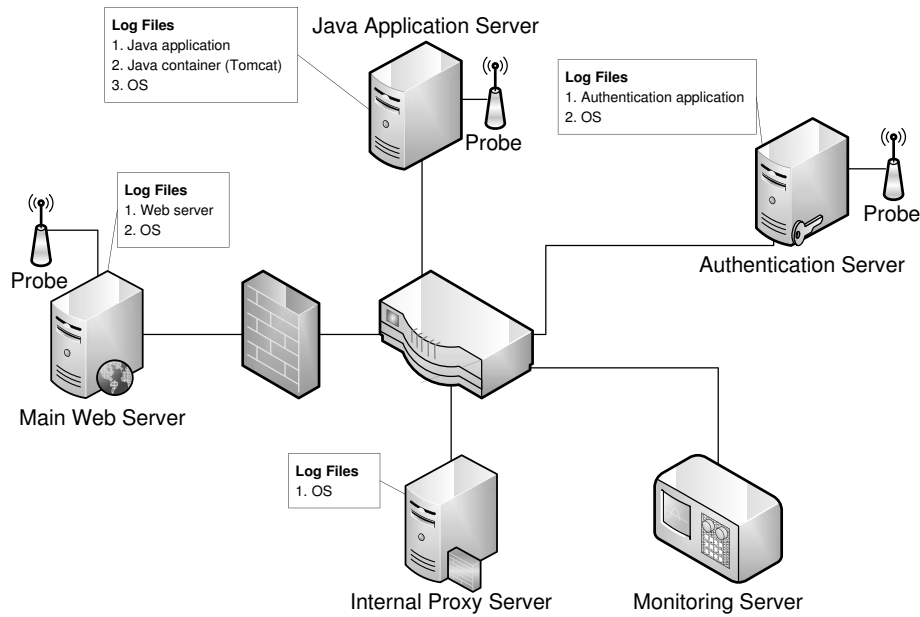 Log Files
1. Java application
2. Java container (Tomcat)
3. OS
Java Application Server
Probe
Log Files
1. Authentication application
2. OS
Probe
Authentication Server
Log Files
1. Web server
2. OS
Probe
Main Web Server
Log Files
1. OS
Internal Proxy Server
Monitoring Server